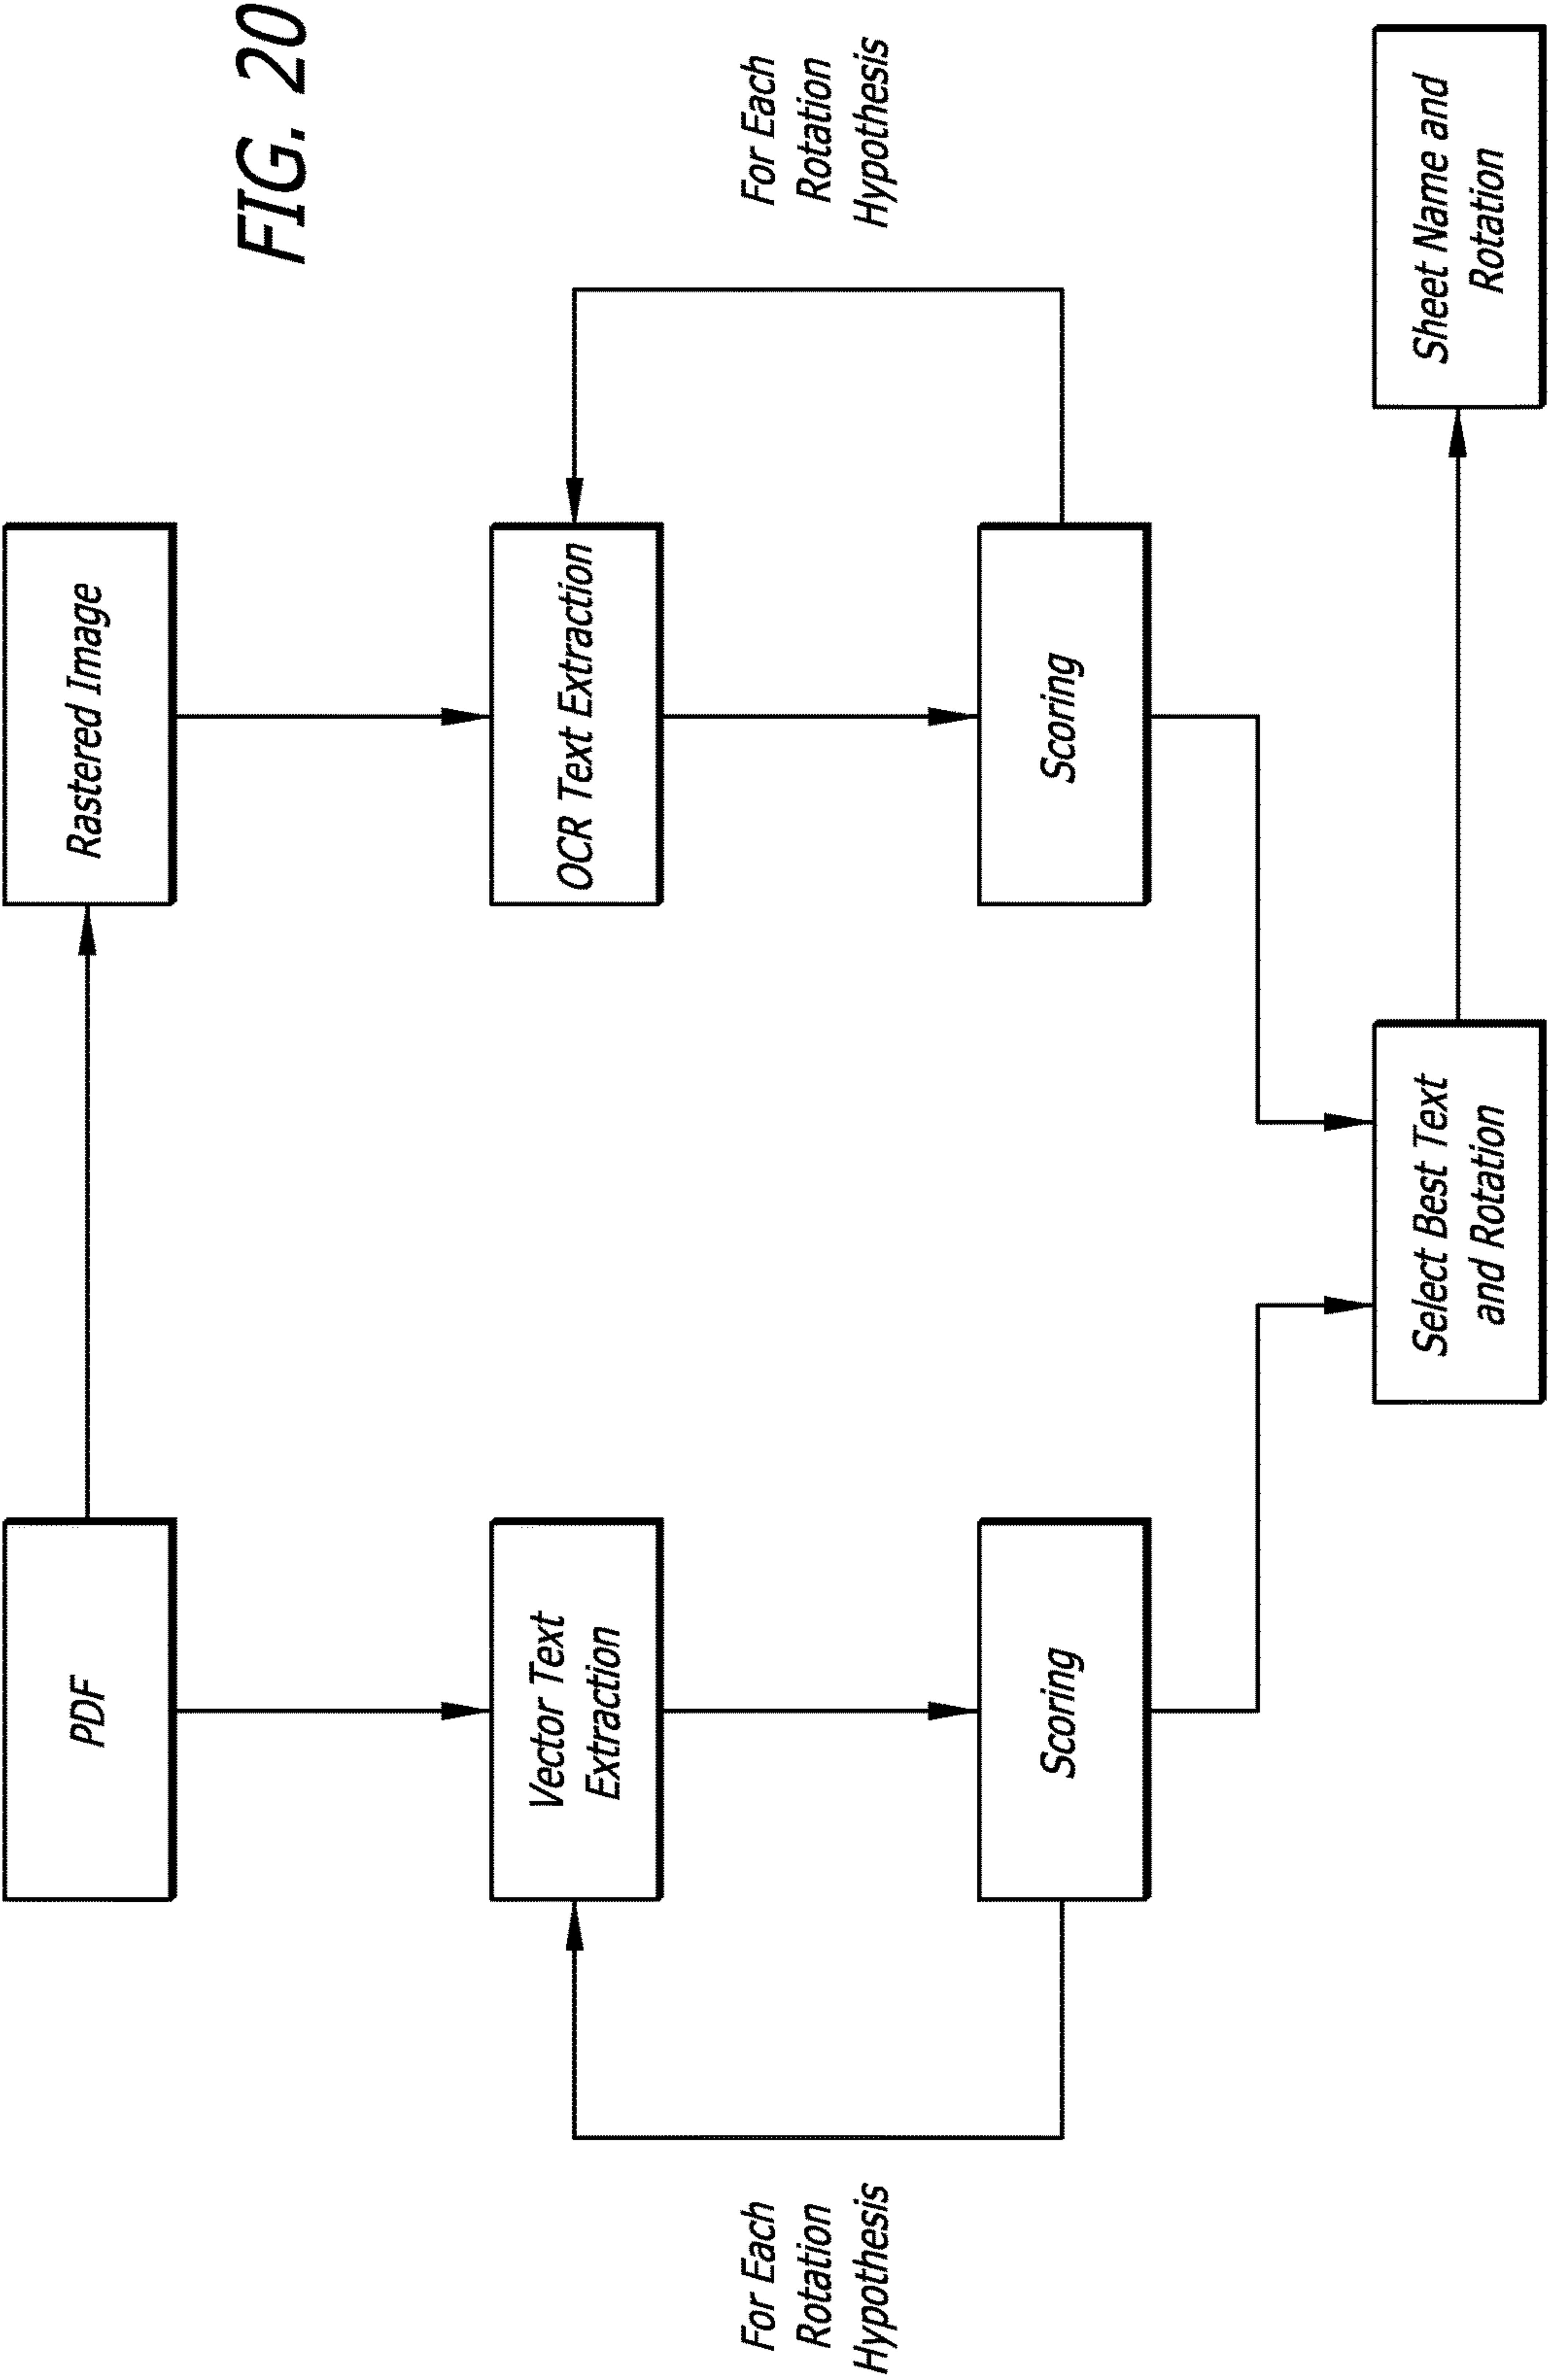 FIG. 20
PDF
Rastered Image
Vector Text
Extraction
OCR Text Extraction
For Each
Rotation
Hypothesis
For Each
Rotation
Hypothesis
Scoring
Scoring
Select Best Text
and Rotation
Sheet Name and
Rotation